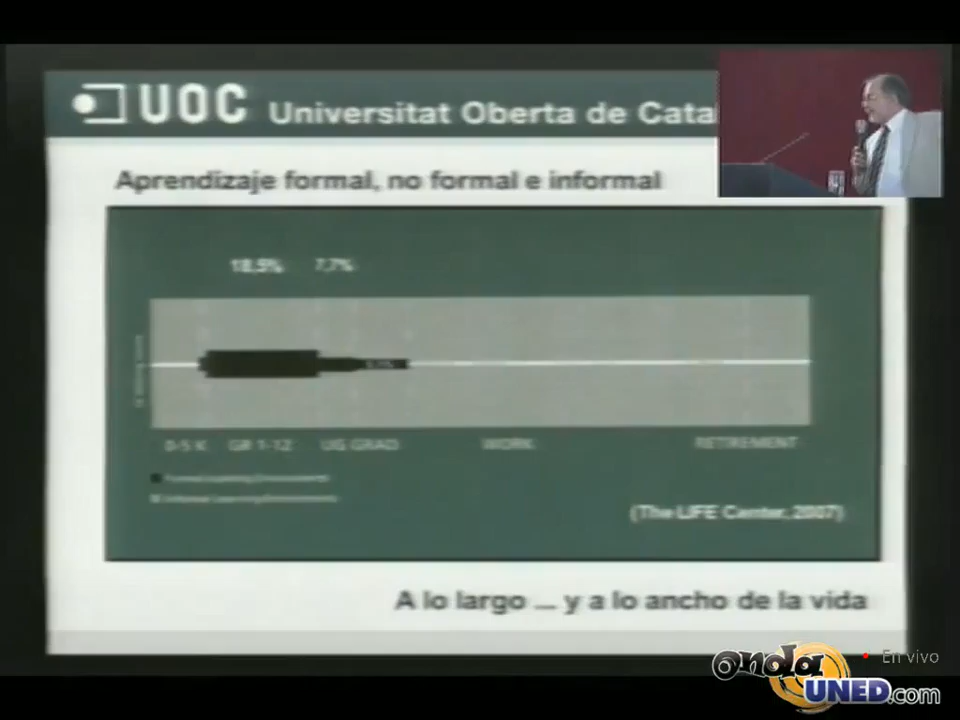 UOC Universitat Oberta de Cata
Aprendizaje formal, no formal e informal
18,5% 7,7%
0-5 K GR 1-12 UG GRAD WORK RETIREMENT
(The LIFE Center, 2007)
A lo largo ... y a lo ancho de la vida
En vivo
onda UNED.com